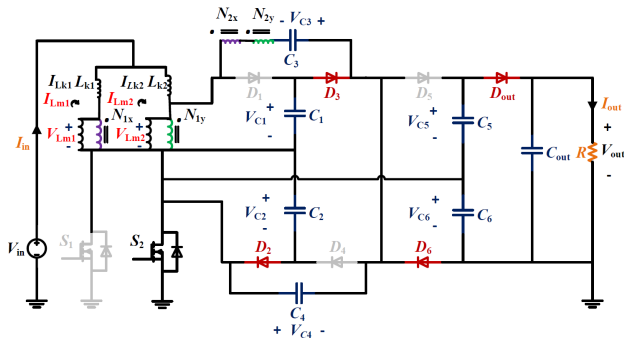 N2x N2y VC3
- +
C3
ILk1 Lk1 ILk2 Lk2
ILm1 ILm2
D1 D3 D5 Dout
N1x N1y
+ + + C1 + C5 Iout
VLm1 VLm2 VC1 VC5 Cout R + Vout
- - - - -
Iin
+ C2 + C6
VC2 VC6
- -
S1 S2
Vin + -
D2 D4 D6
C4
+ VC4 -